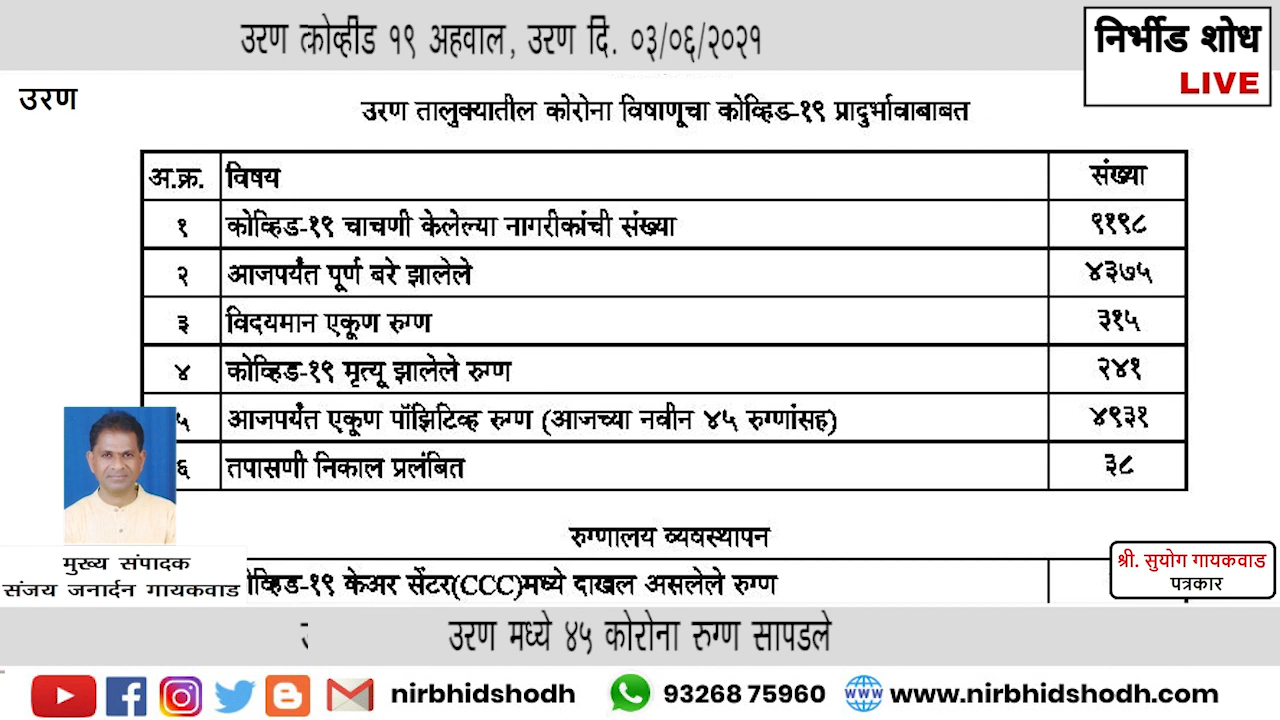 उरण कोव्हीड १९ अहवाल, उरण दि. ०३/०६/२०२१
निर्भीड शोध
LIVE
उरण
उरण तालुक्यातील कोरोना विषाणूचा कोव्हिड-१९ प्रादुर्भावाबाबत
अ.क्र. विषय संख्या
१ कोव्हिड-१९ चाचणी केलेल्या नागरीकांची संख्या ९१९८
२ आजपर्यंत पूर्ण बरे झालेले ४३७५
३ विदयमान एकूण रुग्ण ३१५
४ कोव्हिड-१९ मृत्यू झालेले रुग्ण २४१
५ आजपर्यंत एकूण पॉझिटिव्ह रुग्ण (आजच्या नवीन ४५ रुग्णांसह) ४९३१
६ तपासणी निकाल प्रलंबित ३८
रुग्णालय व्यवस्थापन
मुख्य संपादक
संजय जनार्दन गायकवाड
केअर सेंटर(CCC)मध्ये दाखल असलेले रुग्ण
श्री. सुयोग गायकवाड
पत्रकार
उरण मध्ये ४५ कोरोना रुग्ण सापडले
nirbhidshodh 93268 75960 www.nirbhidshodh.com